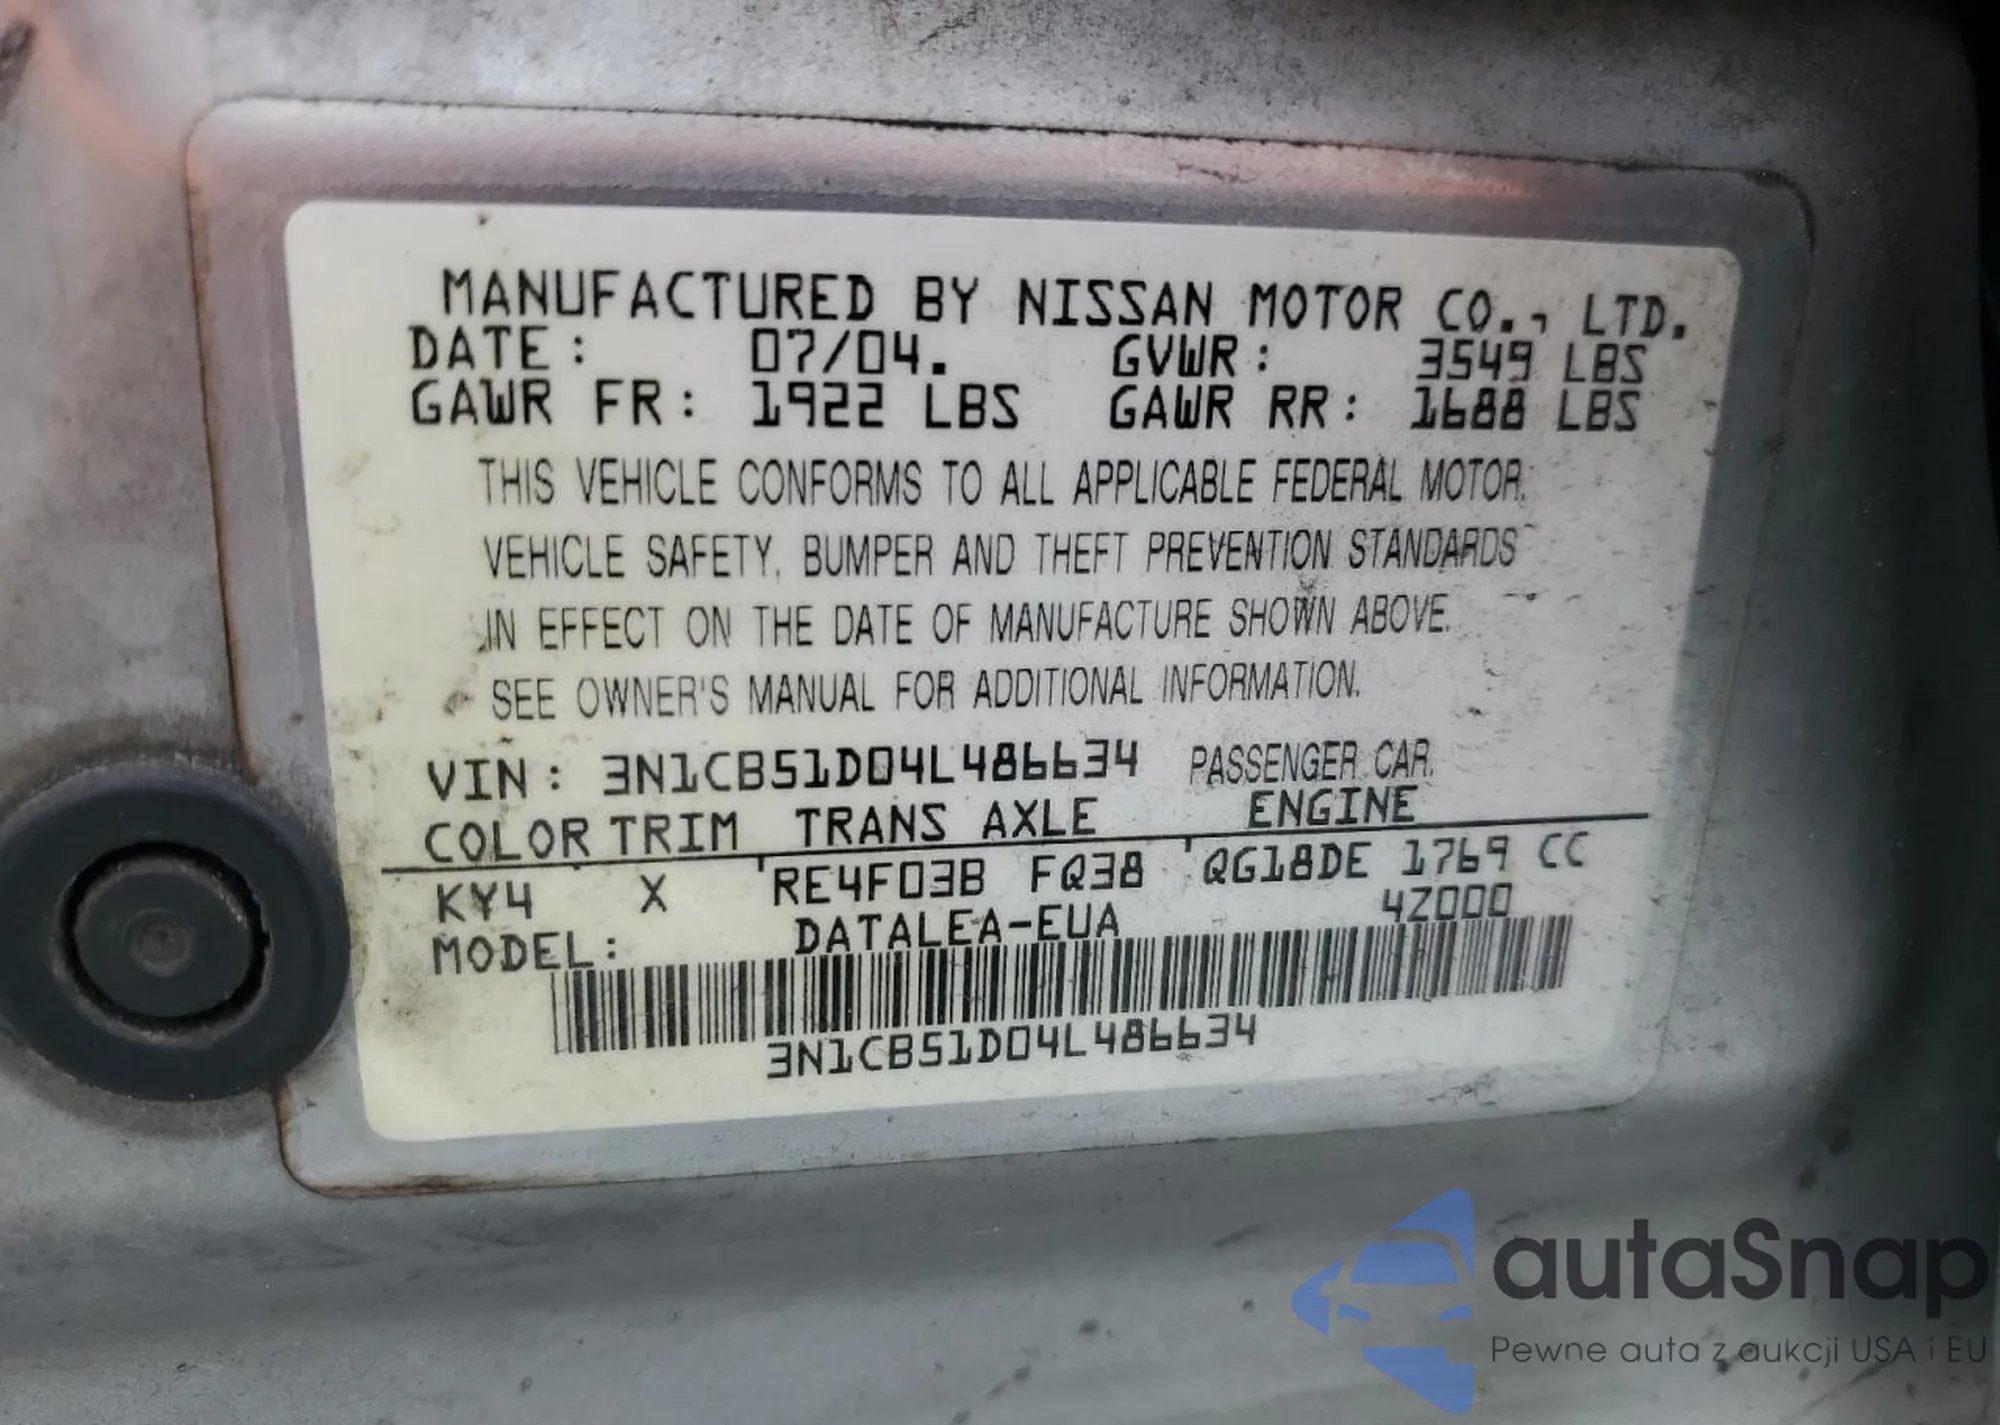 MANUFACTURED BY NISSAN MOTOR CO., LTD.
DATE: 07/04. GVWR: 3549 LBS
GAWR FR: 1922 LBS GAWR RR: 1688 LBS
THIS VEHICLE CONFORMS TO ALL APPLICABLE FEDERAL MOTOR
VEHICLE SAFETY, BUMPER AND THEFT PREVENTION STANDARDS
IN EFFECT ON THE DATE OF MANUFACTURE SHOWN ABOVE.
SEE OWNER'S MANUAL FOR ADDITIONAL INFORMATION.
VIN: 3N1CB51D04L486634 PASSENGER CAR.
COLOR TRIM TRANS AXLE ENGINE
KY4 X RE4F03B FQ38 QG18DE 1769 CC
MODEL: DATALEA-EUA 4Z000
3N1CB51D04L486634
autaSnap
Pewne auta z aukcji USA i EU